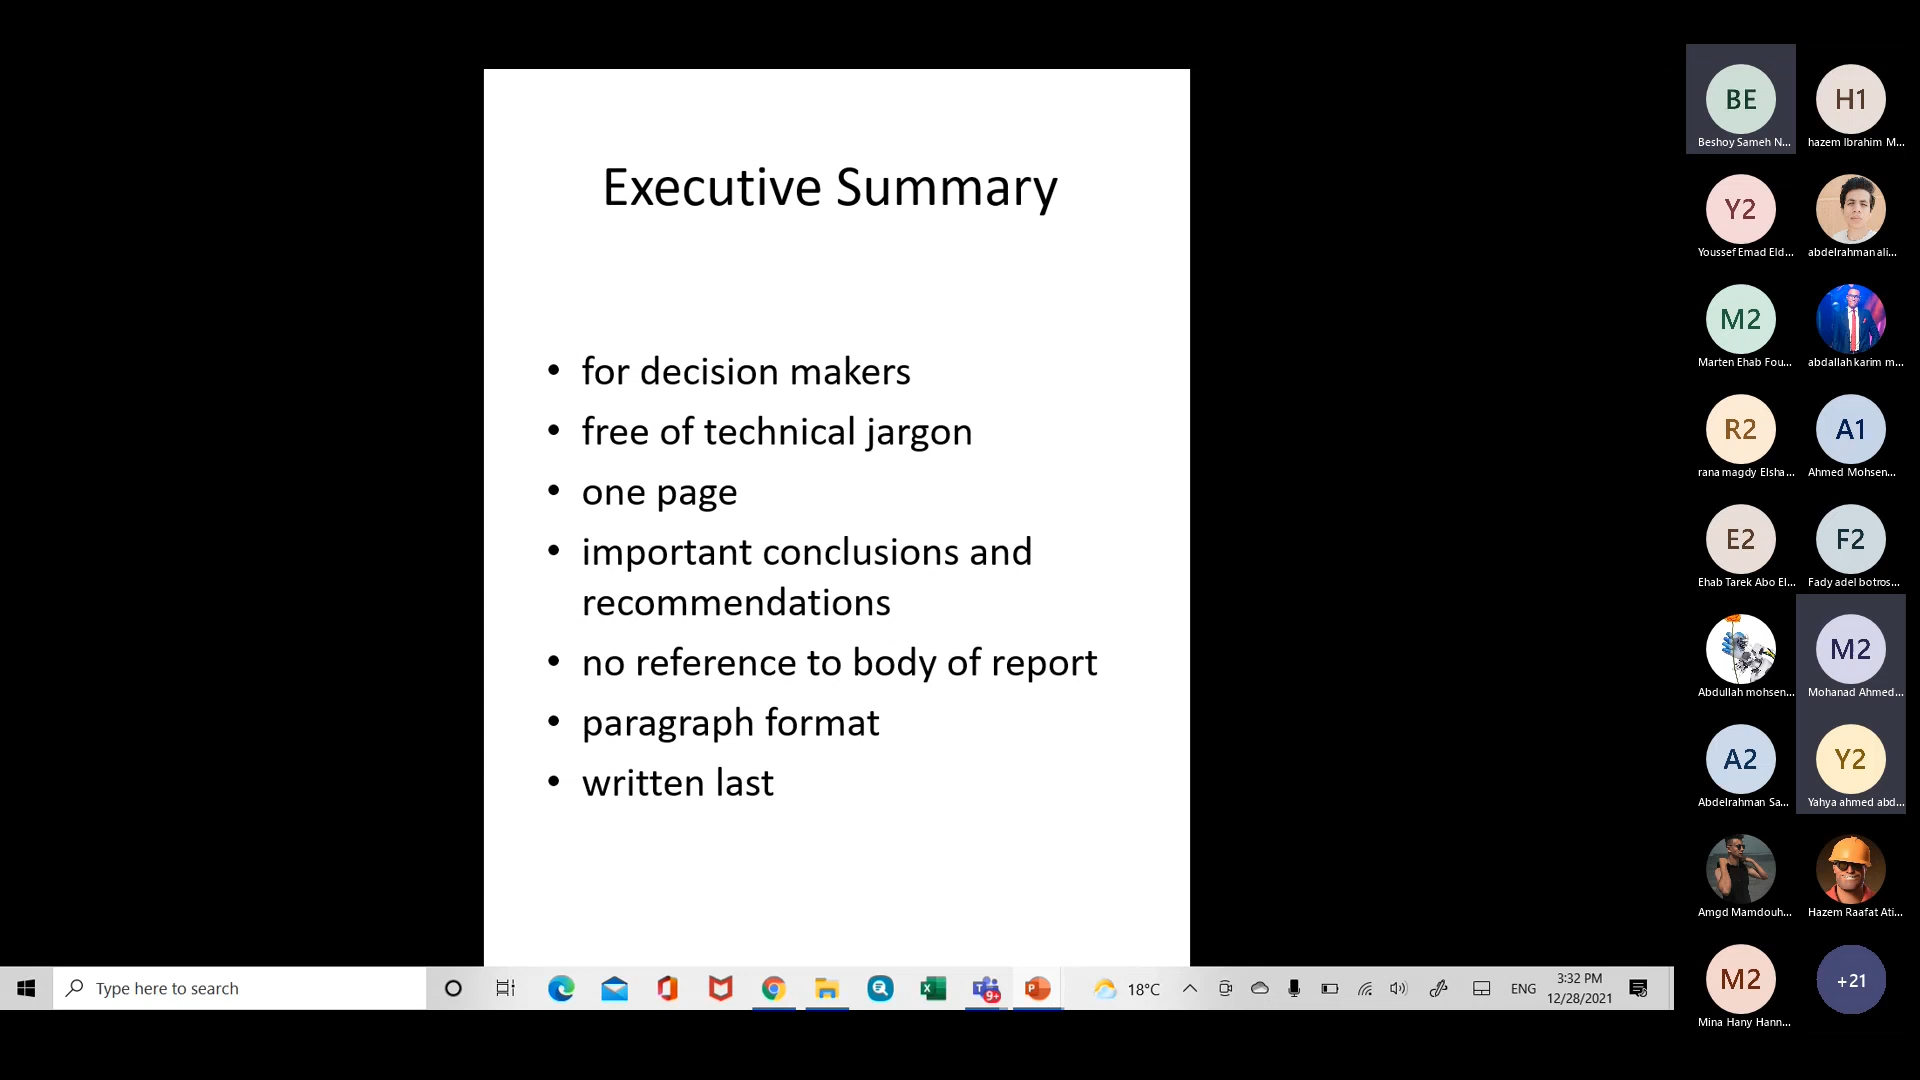 Executive Summary
• for decision makers
• free of technical jargon
• one page
• important conclusions and
recommendations
• no reference to body of report
• paragraph format
• written last
BE
Beshoy Sameh N...
H1
hazem Ibrahim M...
Y2
Youssef Emad Eld...
abdelrahman ali...
M2
Marten Ehab Fou...
abdallah karim m...
R2
rana magdy Elsha...
A1
Ahmed Mohsen...
E2
Ehab Tarek Abo El...
F2
Fady adel botros...
Abdullah mohsen...
M2
Mohanad Ahmed...
A2
Abdelrahman Sa...
Y2
Yahya ahmed abd...
Amgd Mamdouh...
Hazem Raafat Ati...
M2
Mina Hany Hann...
+21
Type here to search
9+
18°C
ENG
3:32 PM
12/28/2021